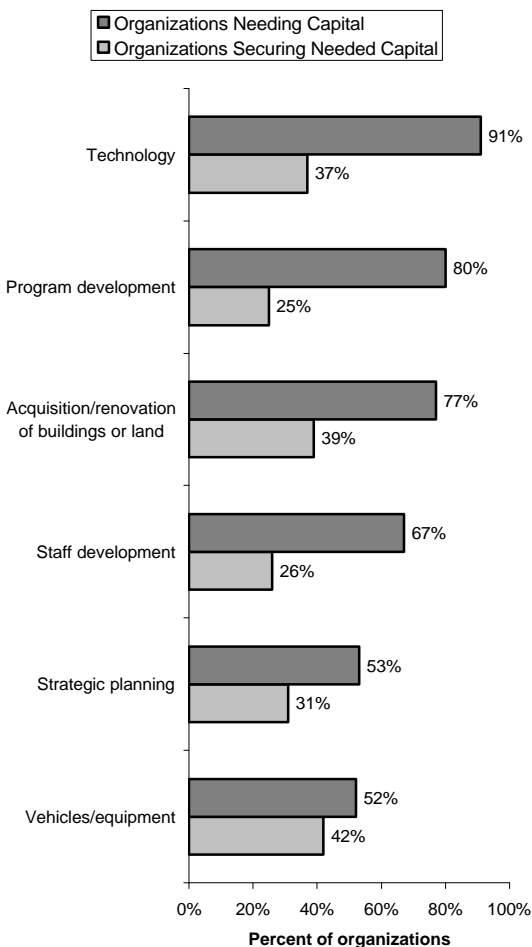 Organizations Needing Capital
Organizations Securing Needed Capital
Technology
91%
37%
Program development
80%
25%
Acquisition/renovation
of buildings or land
77%
39%
Staff development
67%
26%
Strategic planning
53%
31%
Vehicles/equipment
52%
42%
0% 20% 40% 60% 80% 100%
Percent of organizations